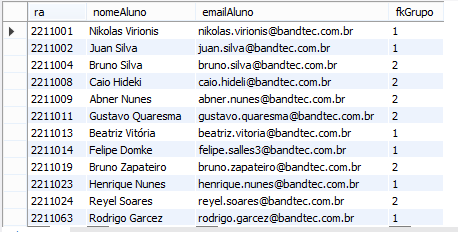 ra nomeAluno emailAluno fkGrupo
2211001 Nikolas Virionis nikolas.virionis@bandtec.com.br 1
2211002 Juan Silva juan.silva@bandtec.com.br 1
2211004 Bruno Silva bruno.silva@bandtec.com.br 2
2211008 Caio Hideki caio.hideli@bandtec.com.br 2
2211009 Abner Nunes abner.nunes@bandtec.com.br 2
2211011 Gustavo Quaresma gustavo.quaresma@bandtec.com.br 2
2211013 Beatriz Vitória beatriz.vitoria@bandtec.com.br 1
2211014 Felipe Domke felipe.salles3@bandtec.com.br 1
2211019 Bruno Zapateiro bruno.zapateiro@bandtec.com.br 2
2211023 Henrique Nunes henrique.nunes@bandtec.com.br 1
2211024 Reyel Soares reyel.soares@bandtec.com.br 2
2211063 Rodrigo Garcez rodrigo.garcez@bandtec.com.br 1